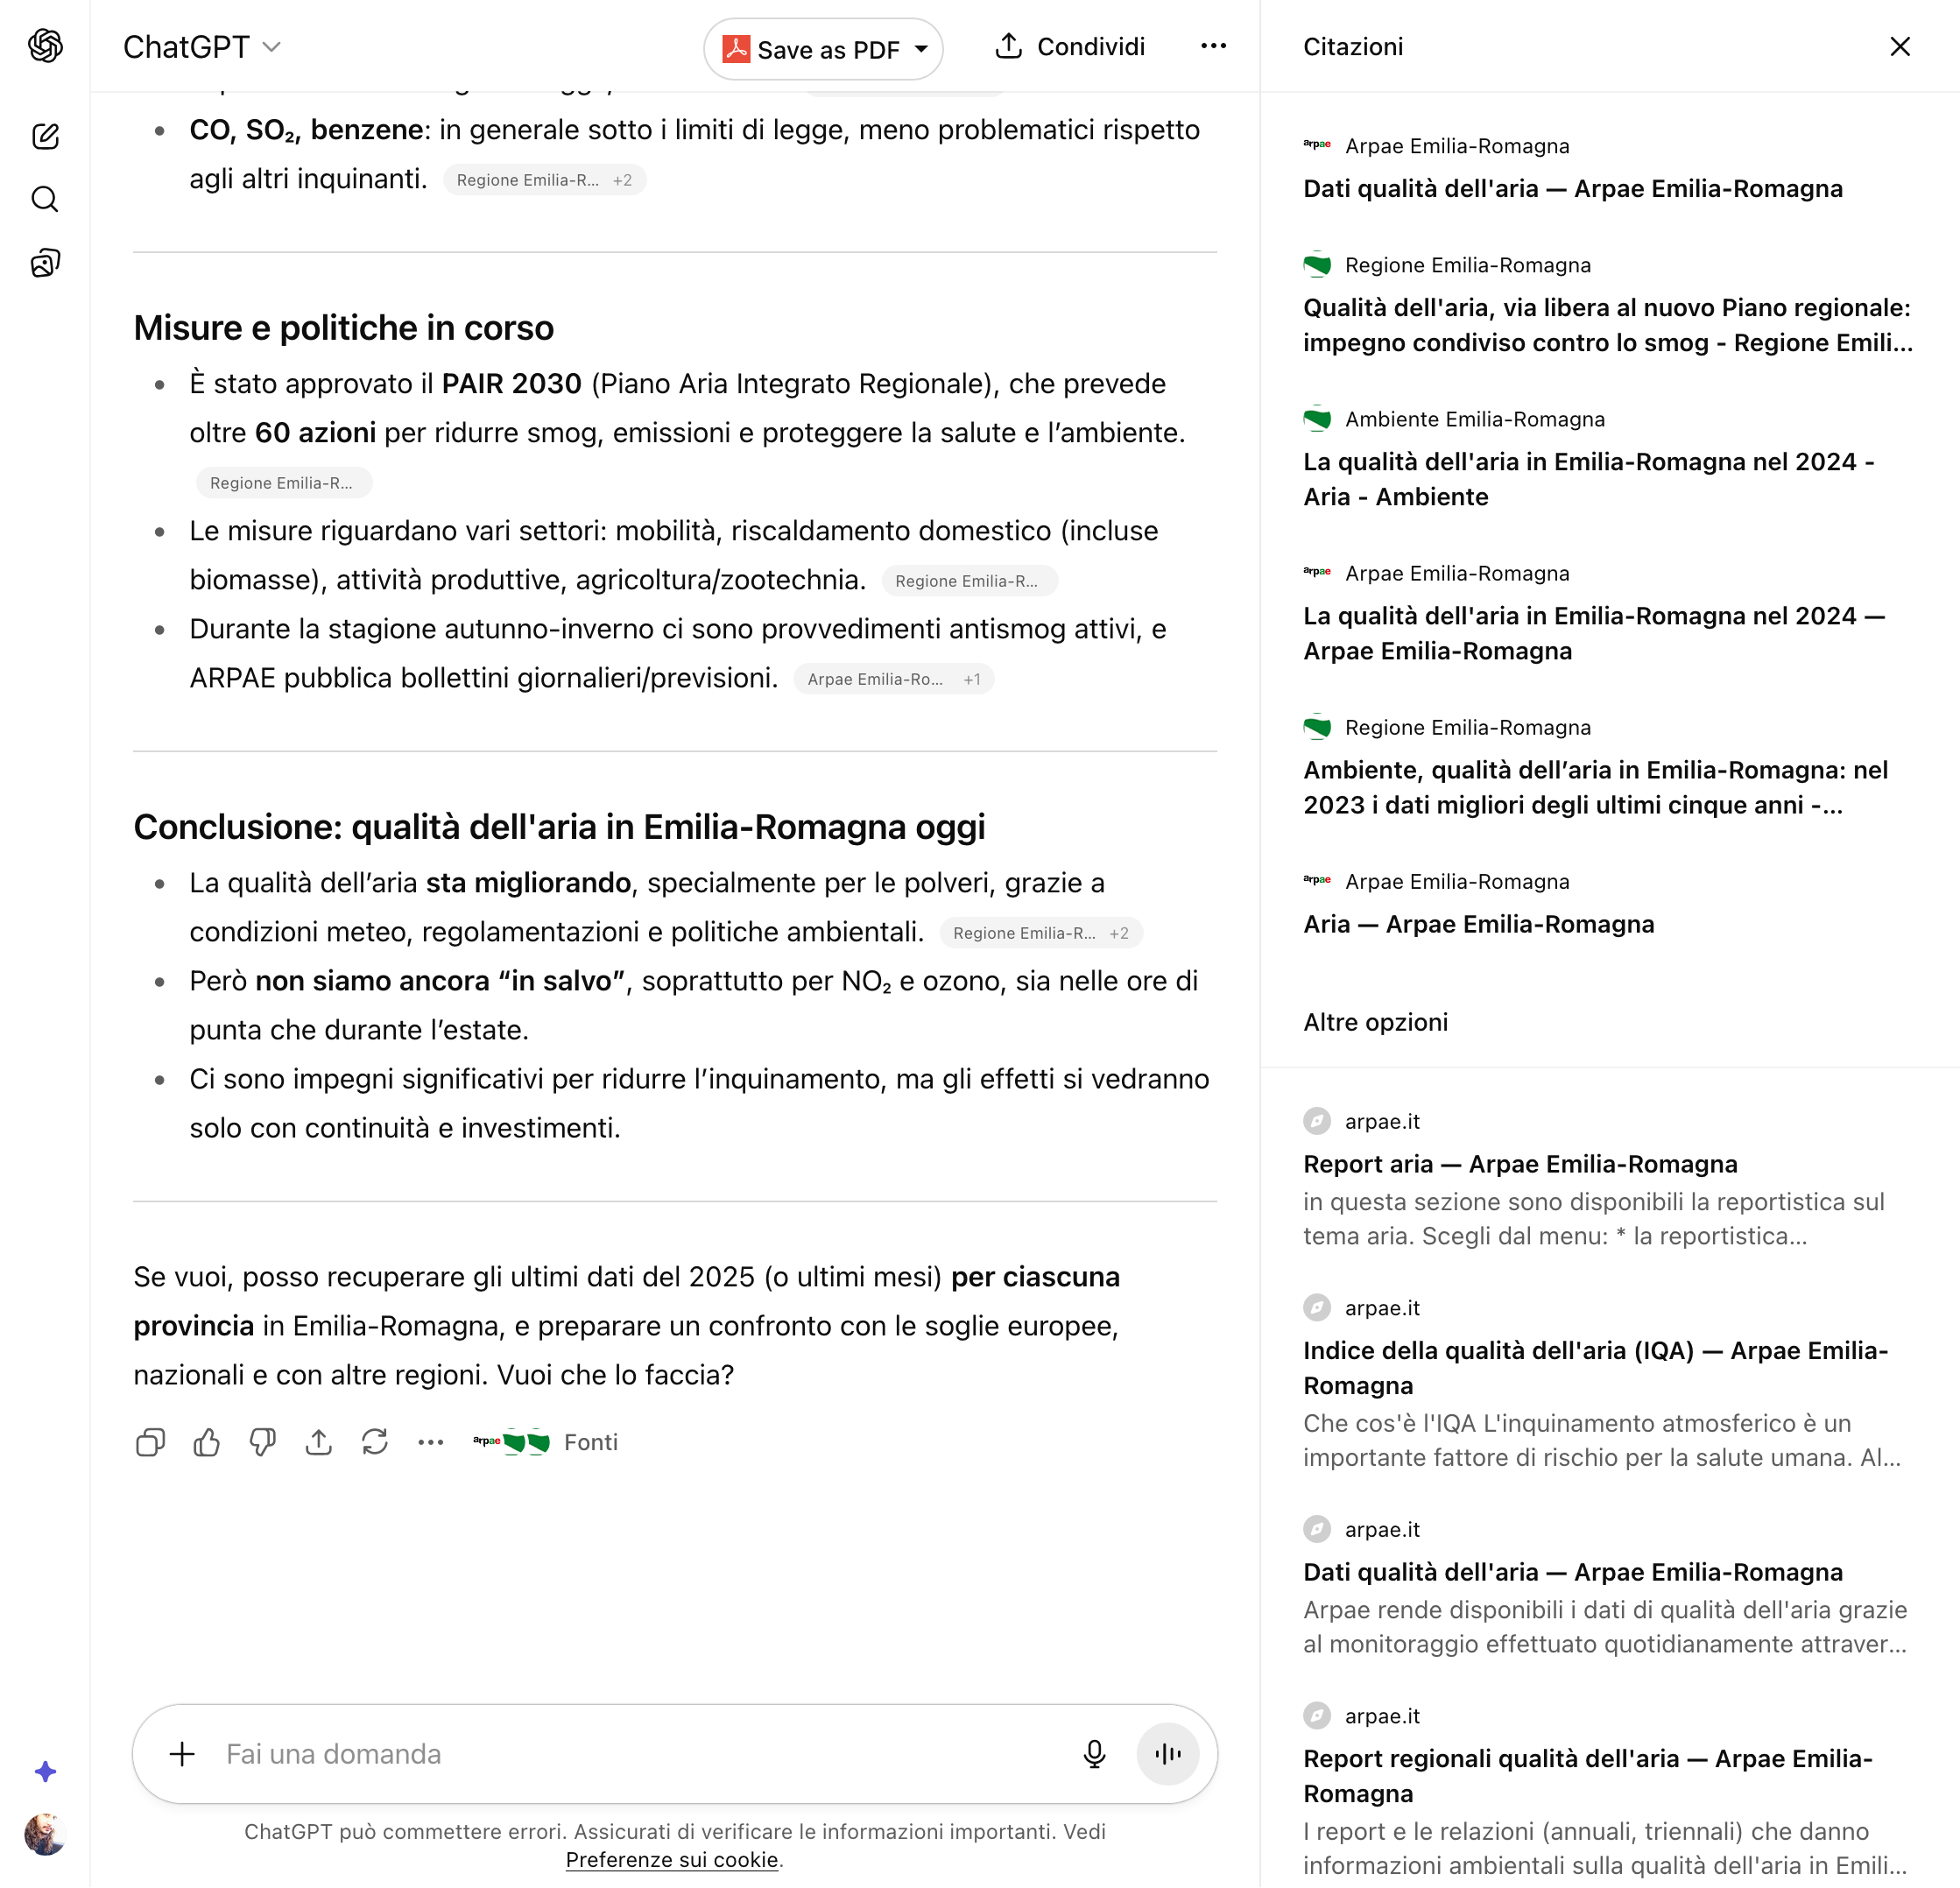 ChatGPT
Save as PDF
Condividi
CO, SO₂, benzene: in generale sotto i limiti di legge, meno problematici rispetto
agli altri inquinanti. Regione Emilia-R... +2
Misure e politiche in corso
È stato approvato il PAIR 2030 (Piano Aria Integrato Regionale), che prevede
oltre 60 azioni per ridurre smog, emissioni e proteggere la salute e l’ambiente.
Regione Emilia-R...
Le misure riguardano vari settori: mobilità, riscaldamento domestico (incluse
biomasse), attività produttive, agricoltura/zootechnia. Regione Emilia-R...
Durante la stagione autunno-inverno ci sono provvedimenti antismog attivi, e
ARPAE pubblica bollettini giornalieri/previsioni. Arpae Emilia-Ro... +1
Conclusione: qualità dell'aria in Emilia-Romagna oggi
La qualità dell’aria sta migliorando, specialmente per le polveri, grazie a
condizioni meteo, regolamentazioni e politiche ambientali. Regione Emilia-R... +2
Però non siamo ancora “in salvo”, soprattutto per NO₂ e ozono, sia nelle ore di
punta che durante l’estate.
Ci sono impegni significativi per ridurre l’inquinamento, ma gli effetti si vedranno
solo con continuità e investimenti.
Se vuoi, posso recuperare gli ultimi dati del 2025 (o ultimi mesi) per ciascuna
provincia in Emilia-Romagna, e preparare un confronto con le soglie europee,
nazionali e con altre regioni. Vuoi che lo faccia?
arpae Fonti
Fai una domanda
ChatGPT può commettere errori. Assicurati di verificare le informazioni importanti. Vedi
Preferenze sui cookie.
Citazioni
arpae Arpae Emilia-Romagna
Dati qualità dell'aria — Arpae Emilia-Romagna
Regione Emilia-Romagna
Qualità dell'aria, via libera al nuovo Piano regionale:
impegno condiviso contro lo smog - Regione Emili...
Ambiente Emilia-Romagna
La qualità dell'aria in Emilia-Romagna nel 2024 -
Aria - Ambiente
arpae Arpae Emilia-Romagna
La qualità dell'aria in Emilia-Romagna nel 2024 —
Arpae Emilia-Romagna
Regione Emilia-Romagna
Ambiente, qualità dell’aria in Emilia-Romagna: nel
2023 i dati migliori degli ultimi cinque anni -...
arpae Arpae Emilia-Romagna
Aria — Arpae Emilia-Romagna
Altre opzioni
arpae.it
Report aria — Arpae Emilia-Romagna
in questa sezione sono disponibili la reportistica sul
tema aria. Scegli dal menu: * la reportistica...
arpae.it
Indice della qualità dell'aria (IQA) — Arpae Emilia-
Romagna
Che cos'è l'IQA L'inquinamento atmosferico è un
importante fattore di rischio per la salute umana. Al...
arpae.it
Dati qualità dell'aria — Arpae Emilia-Romagna
Arpae rende disponibili i dati di qualità dell'aria grazie
al monitoraggio effettuato quotidianamente attraver...
arpae.it
Report regionali qualità dell'aria — Arpae Emilia-
Romagna
I report e le relazioni (annuali, triennali) che danno
informazioni ambientali sulla qualità dell'aria in Emili...